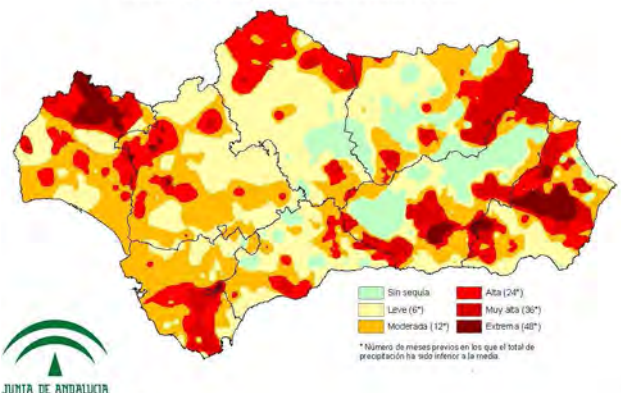 Sin sequía
Leve (6*)
Moderada (12*)
Alta (24*)
Muy alta (36*)
Extrema (48*)
* Número de meses previos en los que el total de
precipitación ha sido inferior a la media.
JUNTA DE ANDALUCIA